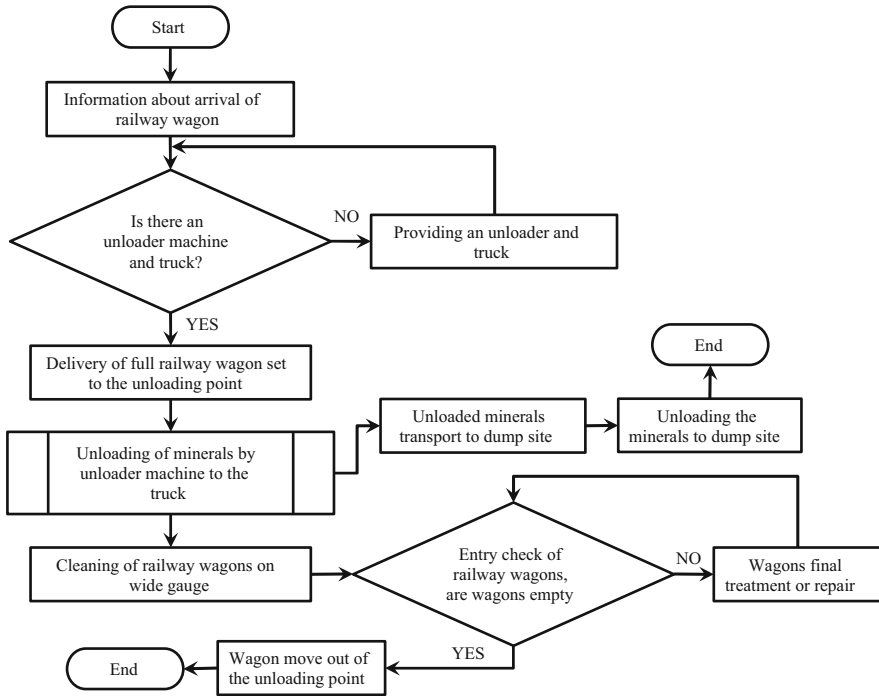 Start
Information about arrival of
railway wagon
Is there an
unloader machine
and truck?
NO
Providing an unloader and
truck
YES
Delivery of full railway wagon set
to the unloading point
End
Unloaded minerals
transport to dump site
Unloading the
minerals to dump site
Unloading of minerals by
unloader machine to the
truck
Cleaning of railway wagons on
wide gauge
Entry check of
railway wagons,
are wagons empty
NO
Wagons final
treatment or repair
YES
Wagon move out of
the unloading point
End